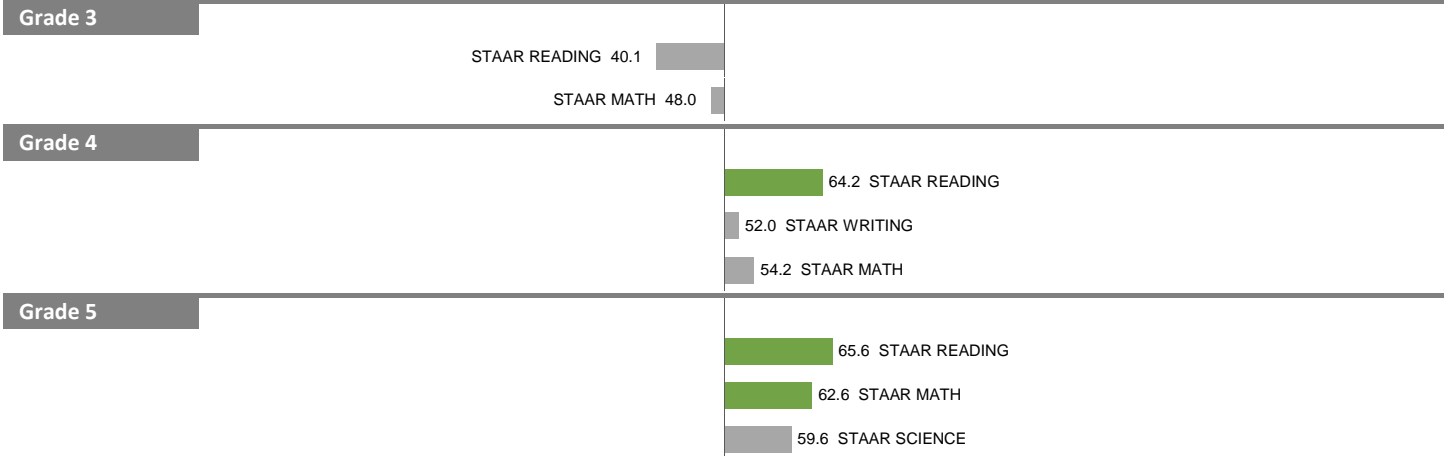 Grade 3
STAAR READING 40.1
STAAR MATH 48.0
Grade 4
64.2 STAAR READING
52.0 STAAR WRITING
54.2 STAAR MATH
Grade 5
65.6 STAAR READING
62.6 STAAR MATH
59.6 STAAR SCIENCE